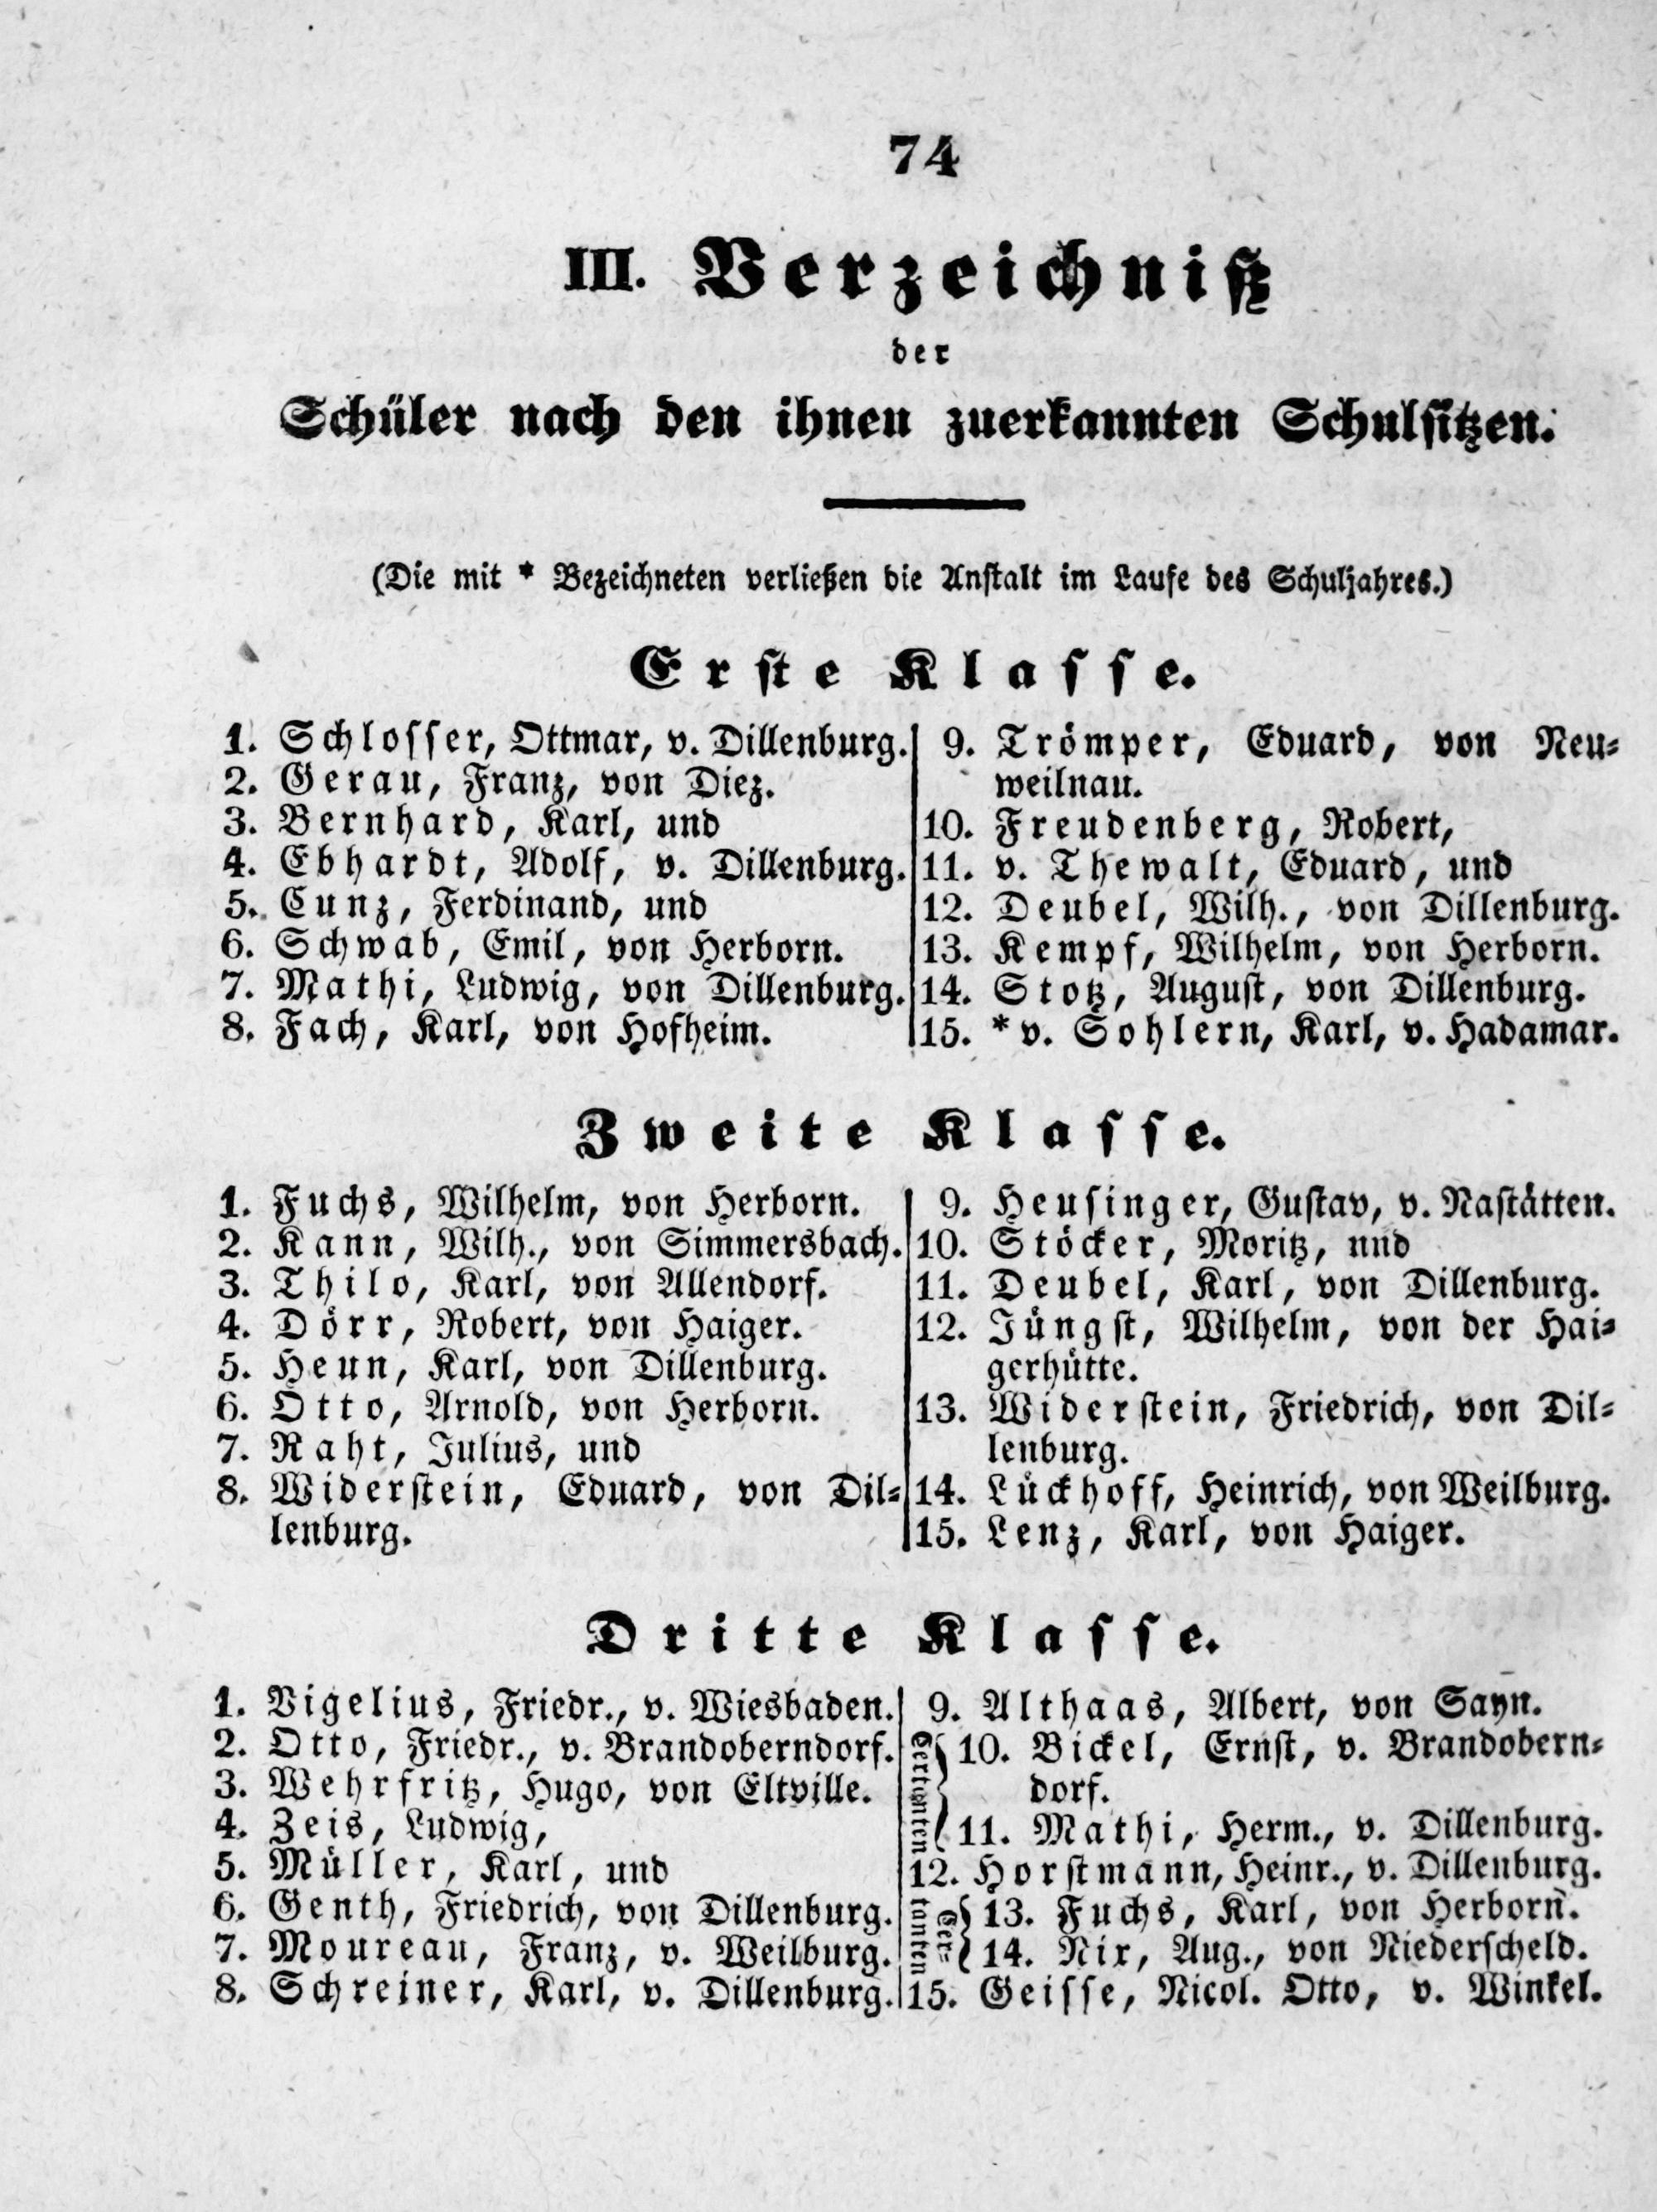 74
III. Verzeichniß
der
Schüler nach den ihnen zuerkannten Schulsitzen.
(Die mit * Bezeichneten verließen die Anstalt im Laufe des Schuljahres.)
Erste Klasse.
1. Schlosser, Ottmar, v. Dillenburg.
2. Gerau, Franz, von Diez.
3. Bernhard, Karl, und
4. Ebhardt, Adolf, v. Dillenburg.
5. Cunz, Ferdinand, und
6. Schwab, Emil, von Herborn.
7. Mathi, Ludwig, von Dillenburg.
8. Fach, Karl, von Hofheim.
9. Trömper, Eduard, von Neu-
weilnau.
10. Freudenberg, Robert,
11. v. Thewalt, Eduard, und
12. Deubel, Wilh., von Dillenburg.
13. Kempf, Wilhelm, von Herborn.
14. Stotz, August, von Dillenburg.
15. * v. Sohlern, Karl, v. Hadamar.
Zweite Klasse.
1. Fuchs, Wilhelm, von Herborn.
2. Kann, Wilh., von Simmersbach.
3. Thilo, Karl, von Allendorf.
4. Dörr, Robert, von Haiger.
5. Heun, Karl, von Dillenburg.
6. Otto, Arnold, von Herborn.
7. Raht, Julius, und
8. Widerstein, Eduard, von Dil-
lenburg.
9. Heusinger, Gustav, v. Nastätten.
10. Stöcker, Moritz, und
11. Deubel, Karl, von Dillenburg.
12. Jüngst, Wilhelm, von der Hai-
gerhütte.
13. Widerstein, Friedrich, von Dil-
lenburg.
14. Lückhoff, Heinrich, von Weilburg.
15. Lenz, Karl, von Haiger.
Dritte Klasse.
1. Vigelius, Friedr., v. Wiesbaden.
2. Otto, Friedr., v. Brandoberndorf.
3. Wehrfritz, Hugo, von Eltville.
4. Zeis, Ludwig,
5. Müller, Karl, und
6. Genth, Friedrich, von Dillenburg.
7. Moureau, Franz, v. Weilburg.
8. Schreiner, Karl, v. Dillenburg.
9. Althaas, Albert, von Sayn.
Certanten
10. Bickel, Ernst, v. Brandobern-
dorf.
11. Mathi, Herm., v. Dillenburg.
12. Horstmann, Heinr., v. Dillenburg.
Cer-
tanten
13. Fuchs, Karl, von Herborn.
14. Nix, Aug., von Niederscheld.
15. Geisse, Nicol. Otto, v. Winkel.